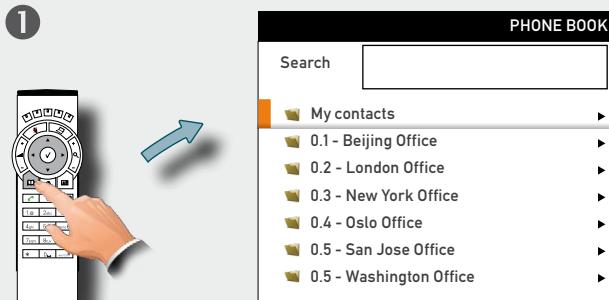 1
PHONE BOOK
Search
My contacts
0.1 - Beijing Office
0.2 - London Office
0.3 - New York Office
0.4 - Oslo Office
0.5 - San Jose Office
0.5 - Washington Office